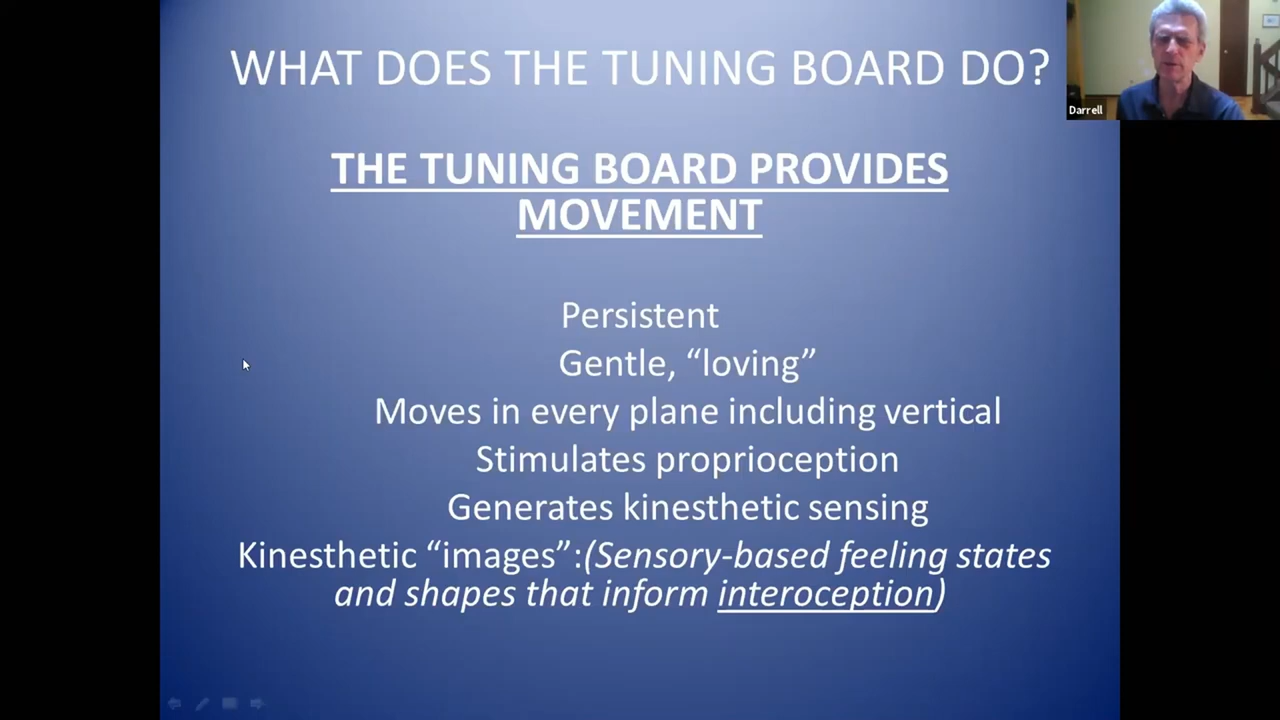 WHAT DOES THE TUNING BOARD DO?
Darrell
THE TUNING BOARD PROVIDES
MOVEMENT
Persistent
Gentle, “loving”
Moves in every plane including vertical
Stimulates proprioception
Generates kinesthetic sensing
Kinesthetic “images”:(Sensory-based feeling states
and shapes that inform interoception)